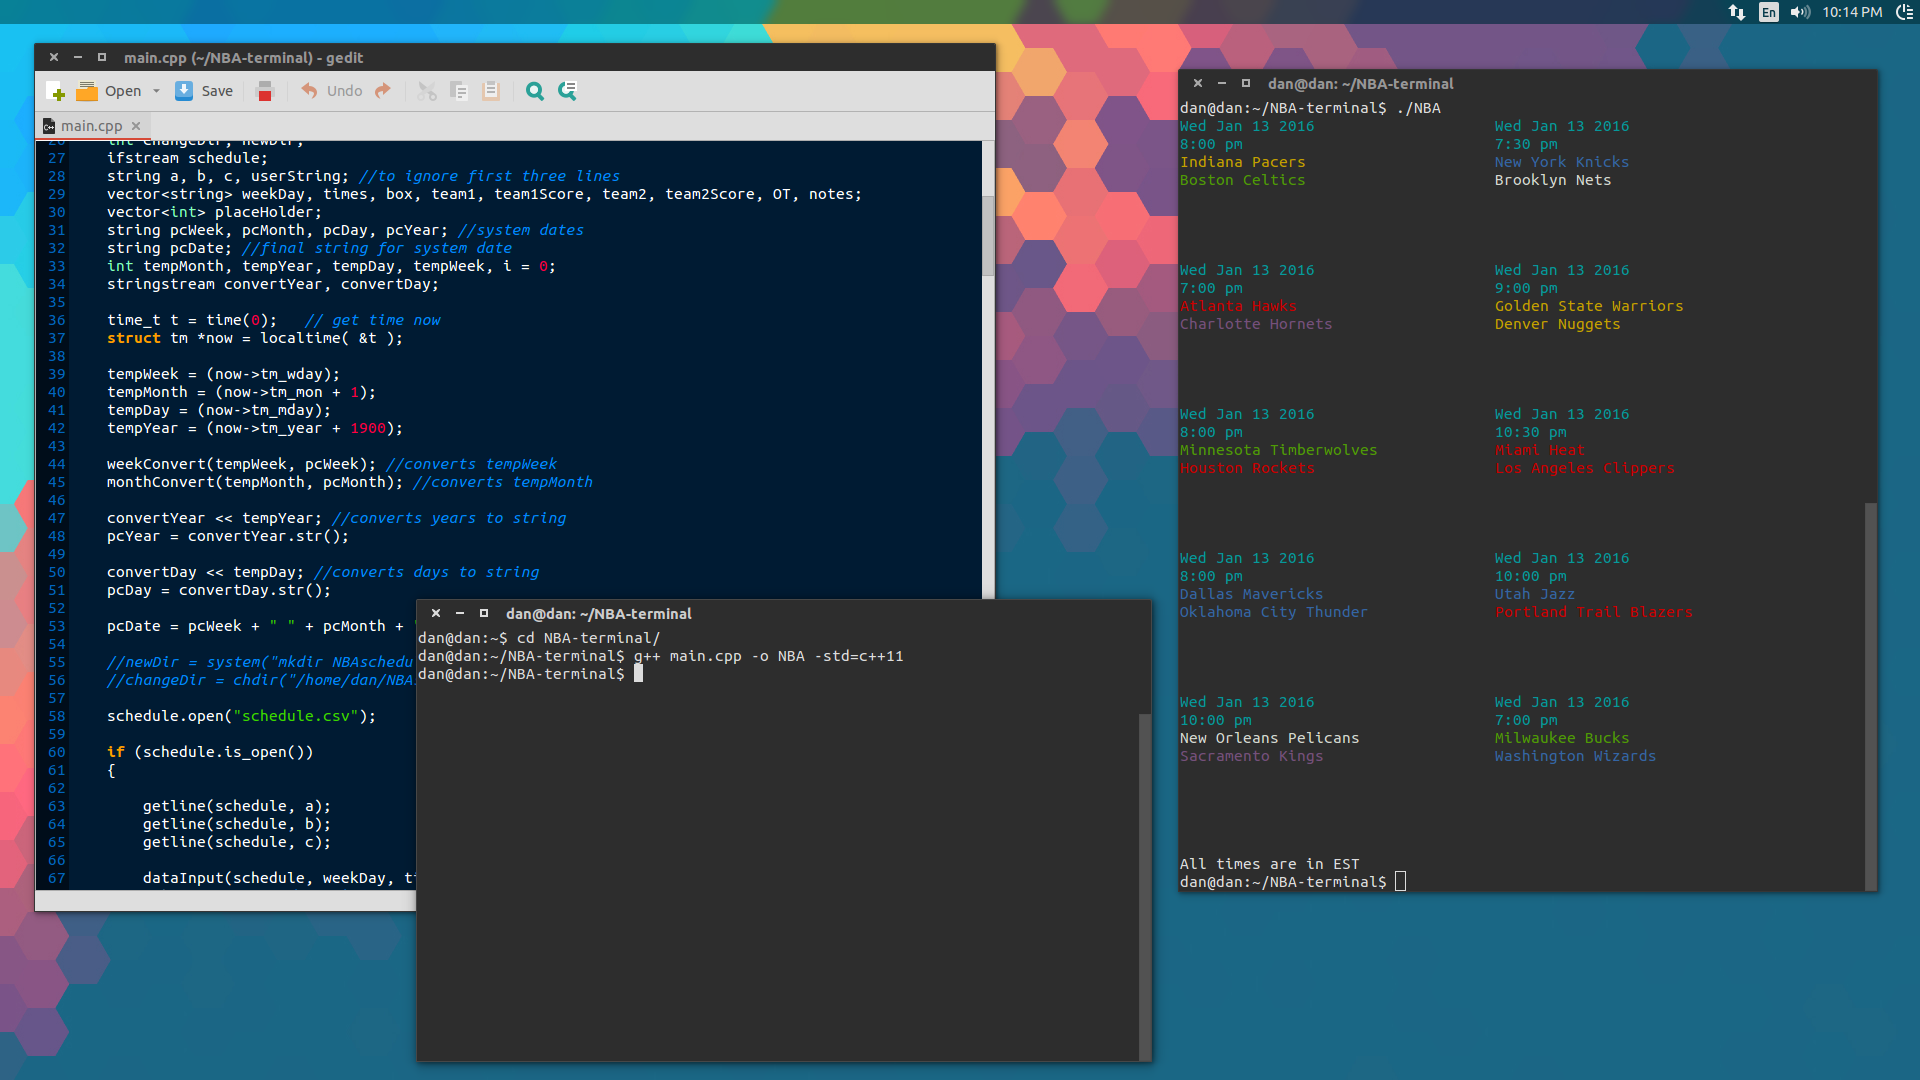 En 10:14 PM
main.cpp (~/NBA-terminal) - gedit
Open Save Undo
main.cpp
27 ifstream schedule;
28 string a, b, c, userString; //to ignore first three lines
29 vector<string> weekDay, times, box, team1, team1Score, team2, team2Score, OT, notes;
30 vector<int> placeHolder;
31 string pcWeek, pcMonth, pcDay, pcYear; //system dates
32 string pcDate; //final string for system date
33 int tempMonth, tempYear, tempDay, tempWeek, i = 0;
34 stringstream convertYear, convertDay;
35
36 time_t t = time(0);   // get time now
37 struct tm *now = localtime( &t );
38
39 tempWeek = (now->tm_wday);
40 tempMonth = (now->tm_mon + 1);
41 tempDay = (now->tm_mday);
42 tempYear = (now->tm_year + 1900);
43
44 weekConvert(tempWeek, pcWeek); //converts tempWeek
45 monthConvert(tempMonth, pcMonth); //converts tempMonth
46
47 convertYear << tempYear; //converts years to string
48 pcYear = convertYear.str();
49
50 convertDay << tempDay; //converts days to string
51 pcDay = convertDay.str();
52
53 pcDate = pcWeek + " " + pcMonth + "
54
55 //newDir = system("mkdir NBAschedu
56 //changeDir = chdir("/home/dan/NBA
57
58 schedule.open("schedule.csv");
59
60 if (schedule.is_open())
61 {
62
63 getline(schedule, a);
64 getline(schedule, b);
65 getline(schedule, c);
66
67 dataInput(schedule, weekDay,
dan@dan: ~/NBA-terminal
dan@dan:~$ cd NBA-terminal/
dan@dan:~/NBA-terminal$ g++ main.cpp -o NBA -std=c++11
dan@dan:~/NBA-terminal$
dan@dan: ~/NBA-terminal
dan@dan:~/NBA-terminal$ ./NBA
Wed Jan 13 2016 Wed Jan 13 2016
8:00 pm 7:30 pm
Indiana Pacers New York Knicks
Boston Celtics Brooklyn Nets
Wed Jan 13 2016 Wed Jan 13 2016
7:00 pm 9:00 pm
Atlanta Hawks Golden State Warriors
Charlotte Hornets Denver Nuggets
Wed Jan 13 2016 Wed Jan 13 2016
8:00 pm 10:30 pm
Minnesota Timberwolves Miami Heat
Houston Rockets Los Angeles Clippers
Wed Jan 13 2016 Wed Jan 13 2016
8:00 pm 10:00 pm
Dallas Mavericks Utah Jazz
Oklahoma City Thunder Portland Trail Blazers
Wed Jan 13 2016 Wed Jan 13 2016
10:00 pm 7:00 pm
New Orleans Pelicans Milwaukee Bucks
Sacramento Kings Washington Wizards
All times are in EST
dan@dan:~/NBA-terminal$